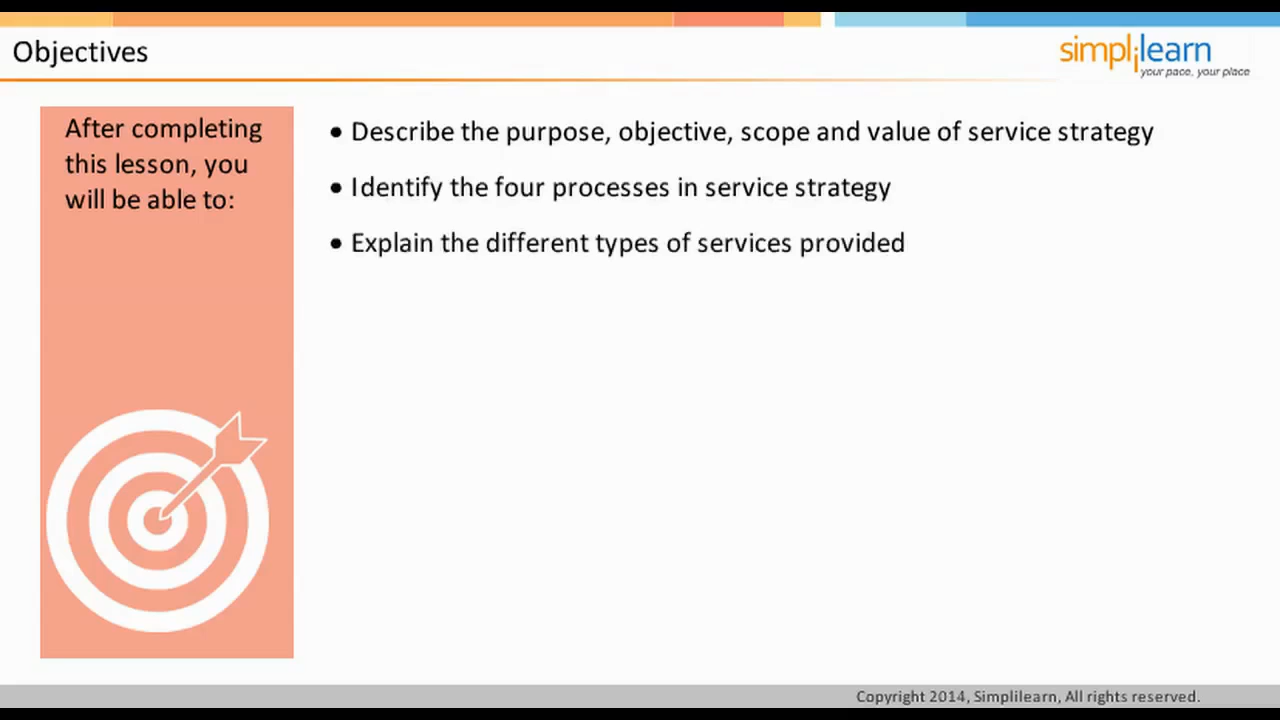 Objectives
simplilearn
your pace, your place
After completing
this lesson, you
will be able to:
• Describe the purpose, objective, scope and value of service strategy
• Identify the four processes in service strategy
• Explain the different types of services provided
Copyright 2014, Simplilearn, All rights reserved.